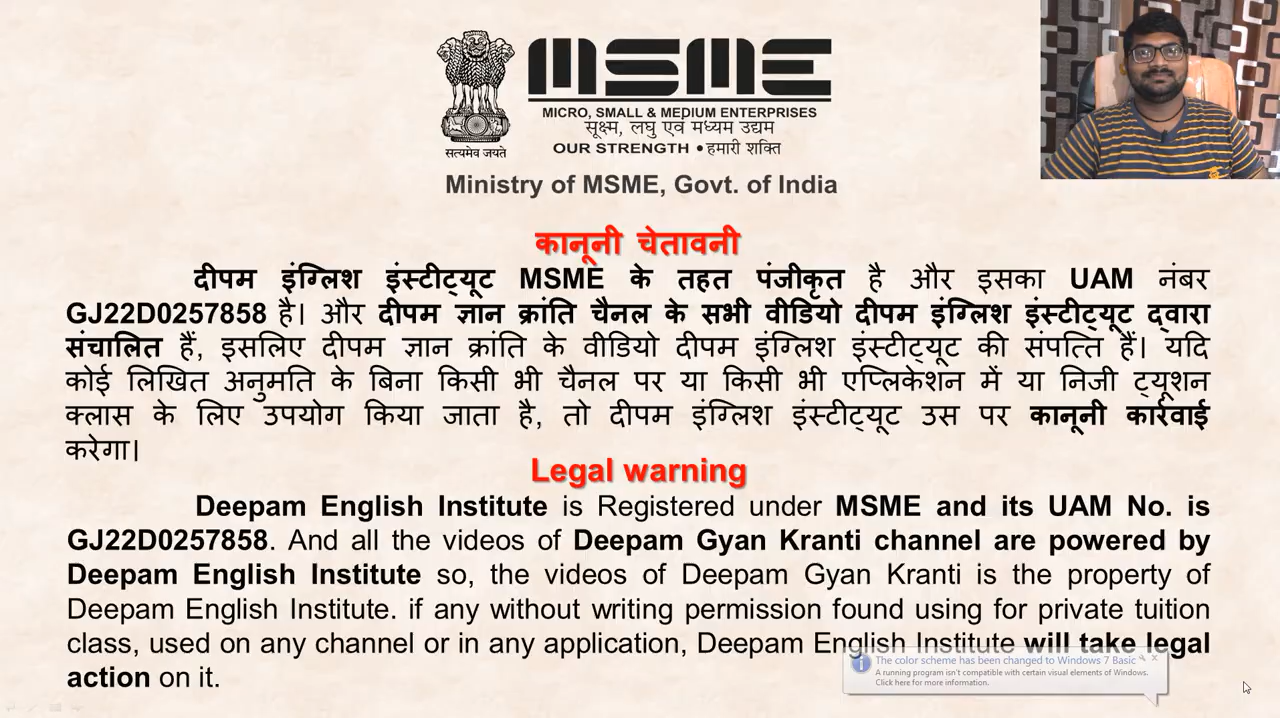 MSME
MICRO, SMALL & MEDIUM ENTERPRISES
सूक्ष्म, लघु एवं मध्यम उद्यम
सत्यमेव जयते
OUR STRENGTH • हमारी शक्ति
Ministry of MSME, Govt. of India
कानूनी चेतावनी
दीपम इंग्लिश इंस्टीट्यूट MSME के तहत पंजीकृत है और इसका UAM नंबर
GJ22D0257858 है। और दीपम ज्ञान क्रांति चैनल के सभी वीडियो दीपम इंग्लिश इंस्टीट्यूट द्वारा
संचालित हैं, इसलिए दीपम ज्ञान क्रांति के वीडियो दीपम इंग्लिश इंस्टीट्यूट की संपत्ति हैं। यदि
कोई लिखित अनुमति के बिना किसी भी चैनल पर या किसी भी एप्लिकेशन में या निजी ट्यूशन
क्लास के लिए उपयोग किया जाता है, तो दीपम इंग्लिश इंस्टीट्यूट उस पर कानूनी कार्रवाई
करेगा।
Legal warning
Deepam English Institute is Registered under MSME and its UAM No. is
GJ22D0257858. And all the videos of Deepam Gyan Kranti channel are powered by
Deepam English Institute so, the videos of Deepam Gyan Kranti is the property of
Deepam English Institute. if any without writing permission found using for private tuition
class, used on any channel or in any application, Deepam English Institute will take legal
action on it.
The color scheme has been changed to Windows 7 Basic
A running program isn't compatible with certain visual elements of Windows.
Click here for more information.